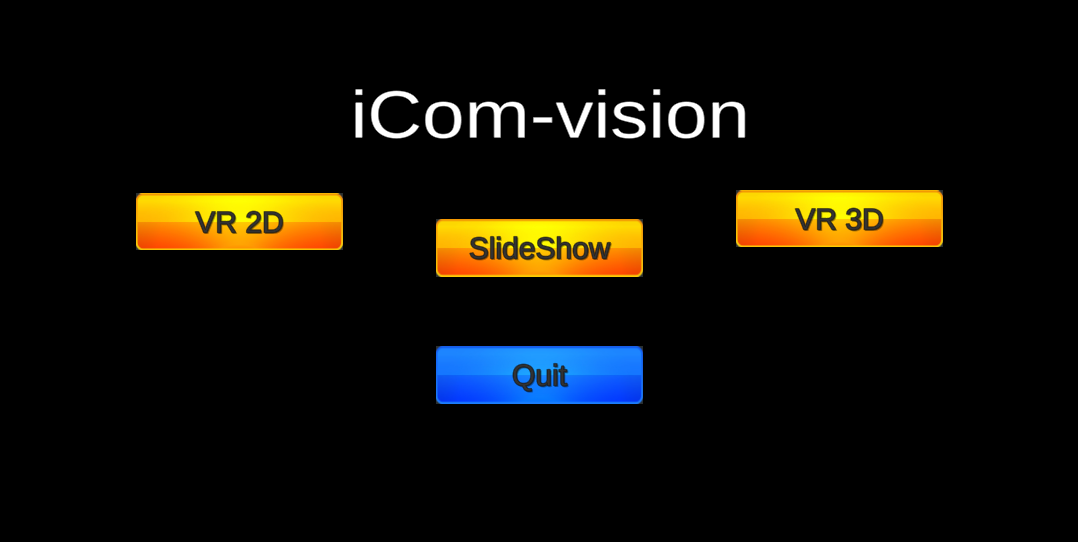 iCom-vision
VR 2D
SlideShow
VR 3D
Quit